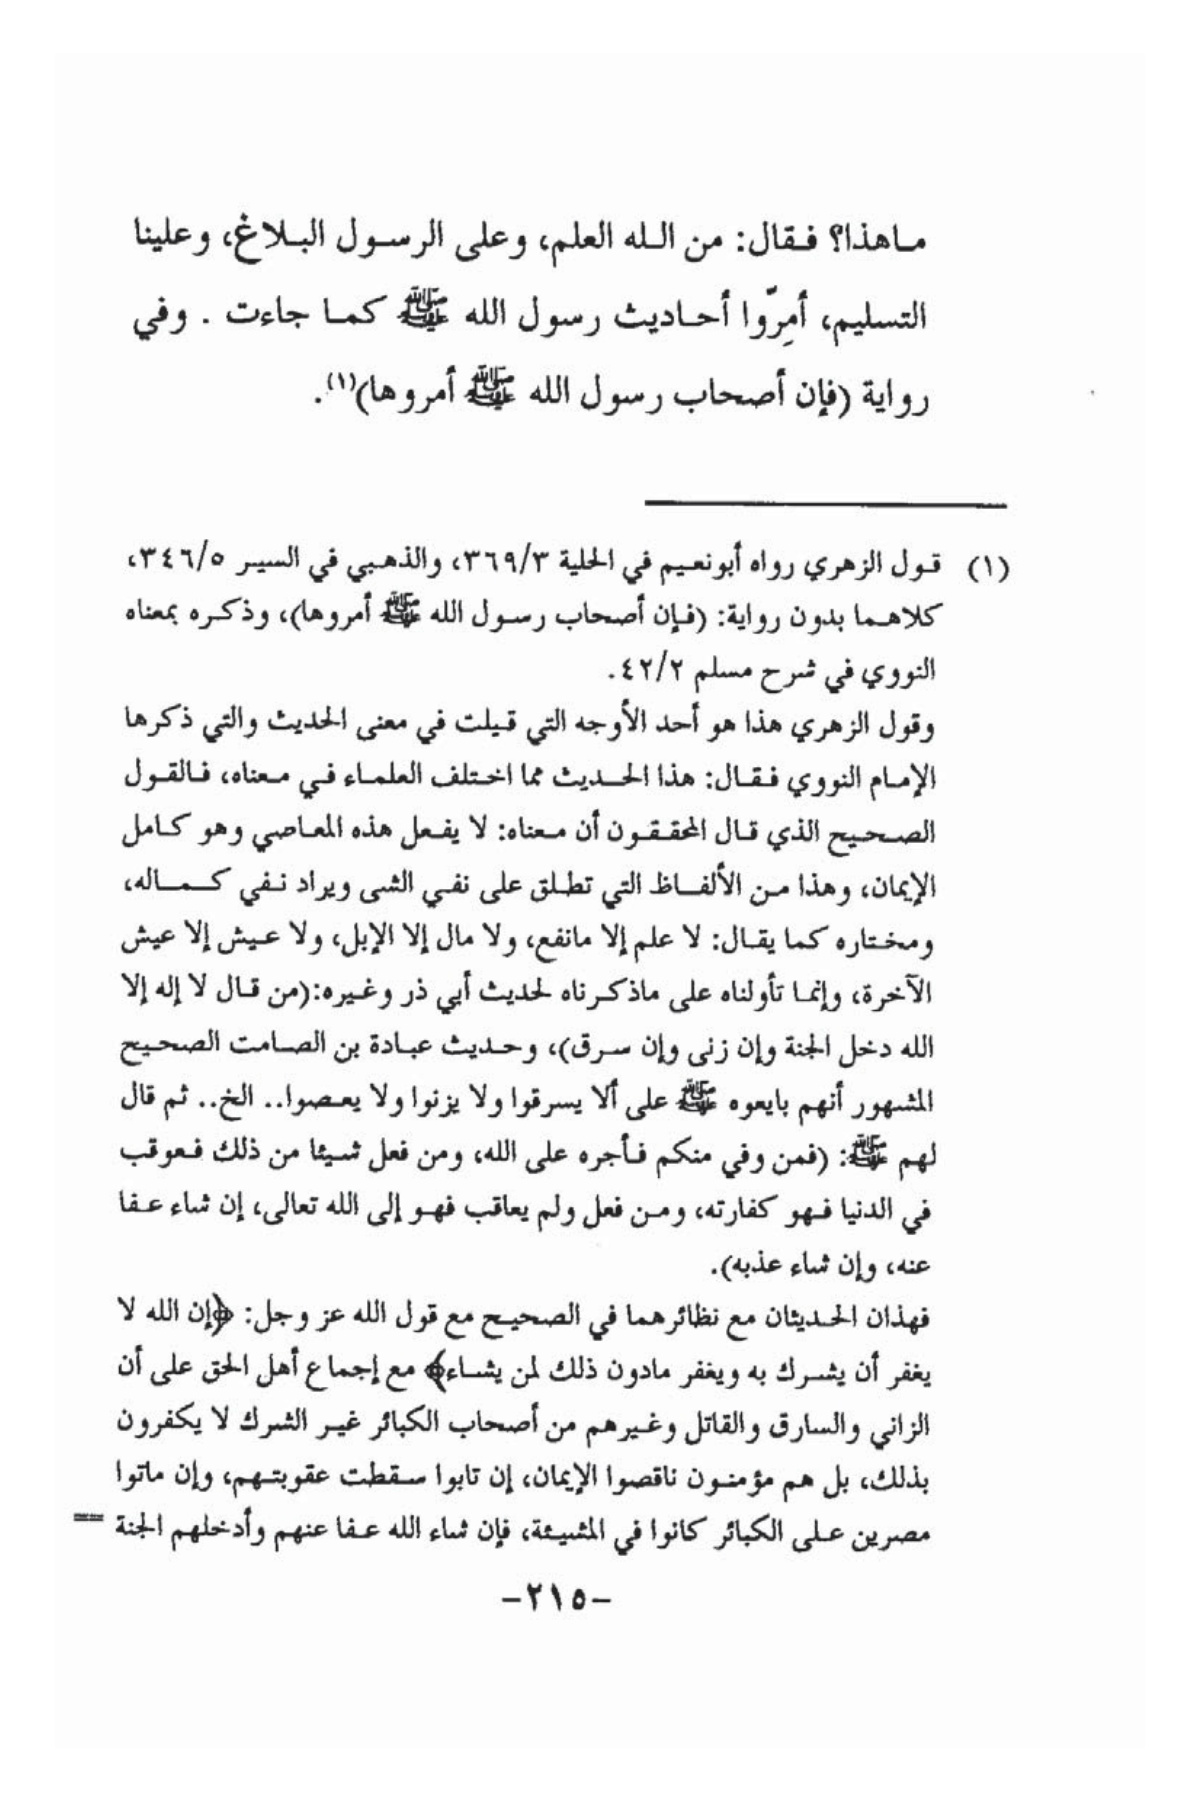 ماهذا؟ فقال: من الله العلم، وعلى الرسول البلاغ، وعلينا
التسليم، أمِرّوا أحاديث رسول الله ﷺ كما جاءت . وفي
رواية (فإن أصحاب رسول الله ﷺ أمروها)(١).
(١) قول الزهري رواه أبونعيم في الحلية ٣٦٩/٣، والذهبي في السير ٣٤٦/٥،
كلاهما بدون رواية: (فإن أصحاب رسول الله ﷺ أمروها)، وذكره بمعناه
النووي في شرح مسلم ٤٢/٢.
وقول الزهري هذا هو أحد الأوجه التي قيلت في معنى الحديث والتي ذكرها
الإمام النووي فقال: هذا الحديث مما اختلف العلماء في معناه، فالقول
الصحيح الذي قال المحققون أن معناه: لا يفعل هذه المعاصي وهو كامل
الإيمان، وهذا من الألفاظ التي تطلق على نفي الشى ويراد نفي كماله،
ومختاره كما يقال: لا علم إلا مانفع، ولا مال إلا الإبل، ولا عيش إلا عيش
الآخرة، وإنما تأولناه على ماذكرناه لحديث أبي ذر وغيره:(من قال لا إله إلا
الله دخل الجنة وإن زنى وإن سرق)، وحديث عبادة بن الصامت الصحيح
المشهور أنهم بايعوه ﷺ على ألا يسرقوا ولا يزنوا ولا يعصوا.. الخ.. ثم قال
لهم ﷺ: (فمن وفي منكم فأجره على الله، ومن فعل شيئا من ذلك فعوقب
في الدنيا فهو كفارته، ومن فعل ولم يعاقب فهو إلى الله تعالى، إن شاء عفا
عنه، وإن شاء عذبه).
فهذان الحديثان مع نظائرهما في الصحيح مع قول الله عز وجل: ﴿إن الله لا
يغفر أن يشرك به ويغفر مادون ذلك لمن يشاء﴾ مع إجماع أهل الحق على أن
الزاني والسارق والقاتل وغيرهم من أصحاب الكبائر غير الشرك لا يكفرون
بذلك، بل هم مؤمنون ناقصوا الإيمان، إن تابوا سقطت عقوبتهم، وإن ماتوا
مصرين على الكبائر كانوا في المشيئة، فإن شاء الله عفا عنهم وأدخلهم الجنة =
-٢١٥-